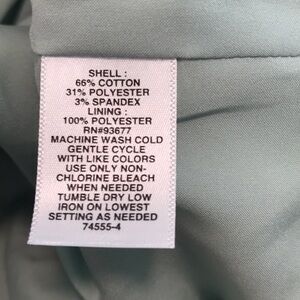 SHELL :
66% COTTON
31% POLYESTER
3% SPANDEX
LINING :
100% POLYESTER
RN#93677
MACHINE WASH COLD
GENTLE CYCLE
WITH LIKE COLORS
USE ONLY NON-
CHLORINE BLEACH
WHEN NEEDED
TUMBLE DRY LOW
IRON ON LOWEST
SETTING AS NEEDED
74555-4